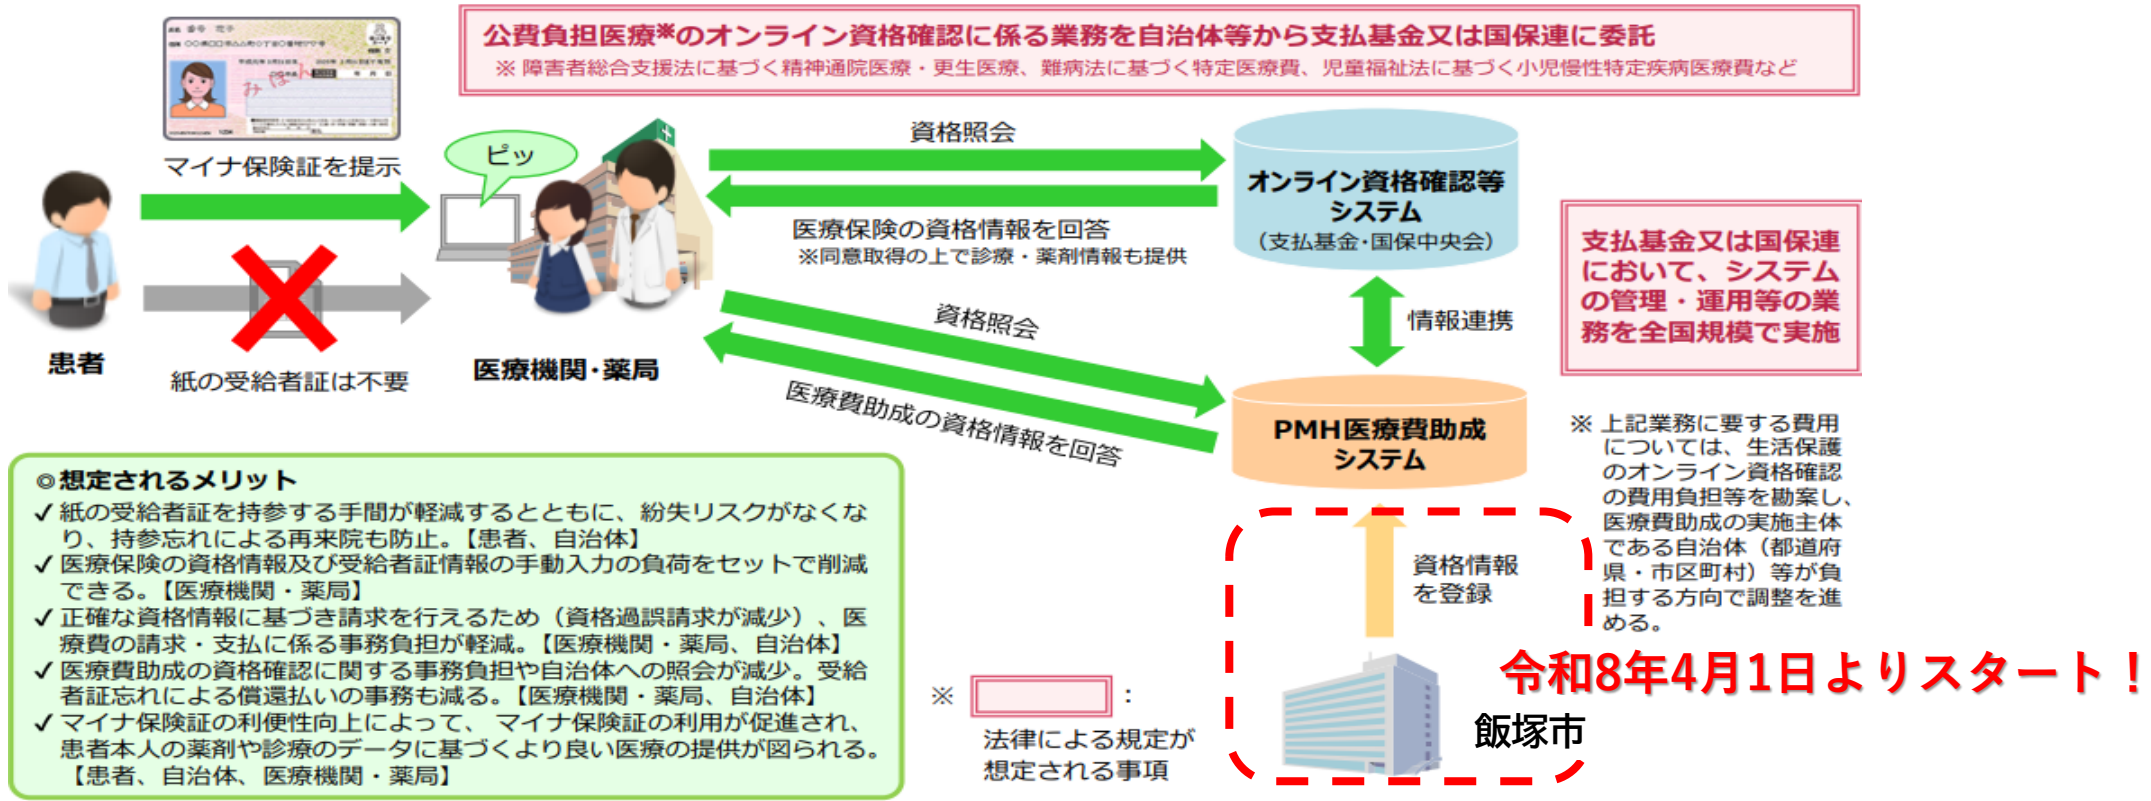 公費負担医療※のオンライン資格確認に係る業務を自治体等から支払基金又は国保連に委託
※ 障害者総合支援法に基づく精神通院医療・更生医療、難病法に基づく特定医療費、児童福祉法に基づく小児慢性特定疾病医療費など
番号 花子
みほん
マイナ保険証を提示
ピッ
患者
紙の受給者証は不要
医療機関・薬局
資格照会
医療保険の資格情報を回答
※同意取得の上で診療・薬剤情報も提供
資格照会
医療費助成の資格情報を回答
オンライン資格確認等
システム
（支払基金・国保中央会）
情報連携
PMH医療費助成
システム
支払基金又は国保連
において、システム
の管理・運用等の業
務を全国規模で実施
※ 上記業務に要する費用
については、生活保護
のオンライン資格確認
の費用負担等を勘案し、
医療費助成の実施主体
である自治体（都道府
県・市区町村）等が負
担する方向で調整を進
める。
資格情報
を登録
令和8年4月1日よりスタート！
飯塚市
◎想定されるメリット
✓ 紙の受給者証を持参する手間が軽減するとともに、紛失リスクがなくな
り、持参忘れによる再来院も防止。【患者、自治体】
✓ 医療保険の資格情報及び受給者証情報の手動入力の負荷をセットで削減
できる。【医療機関・薬局】
✓ 正確な資格情報に基づき請求を行えるため（資格過誤請求が減少）、医
療費の請求・支払に係る事務負担が軽減。【医療機関・薬局、自治体】
✓ 医療費助成の資格確認に関する事務負担や自治体への照会が減少。受給
者証忘れによる償還払いの事務も減る。【医療機関・薬局、自治体】
✓ マイナ保険証の利便性向上によって、 マイナ保険証の利用が促進され、
患者本人の薬剤や診療のデータに基づくより良い医療の提供が図られる。
【患者、自治体、医療機関・薬局】
※ ：
法律による規定が
想定される事項